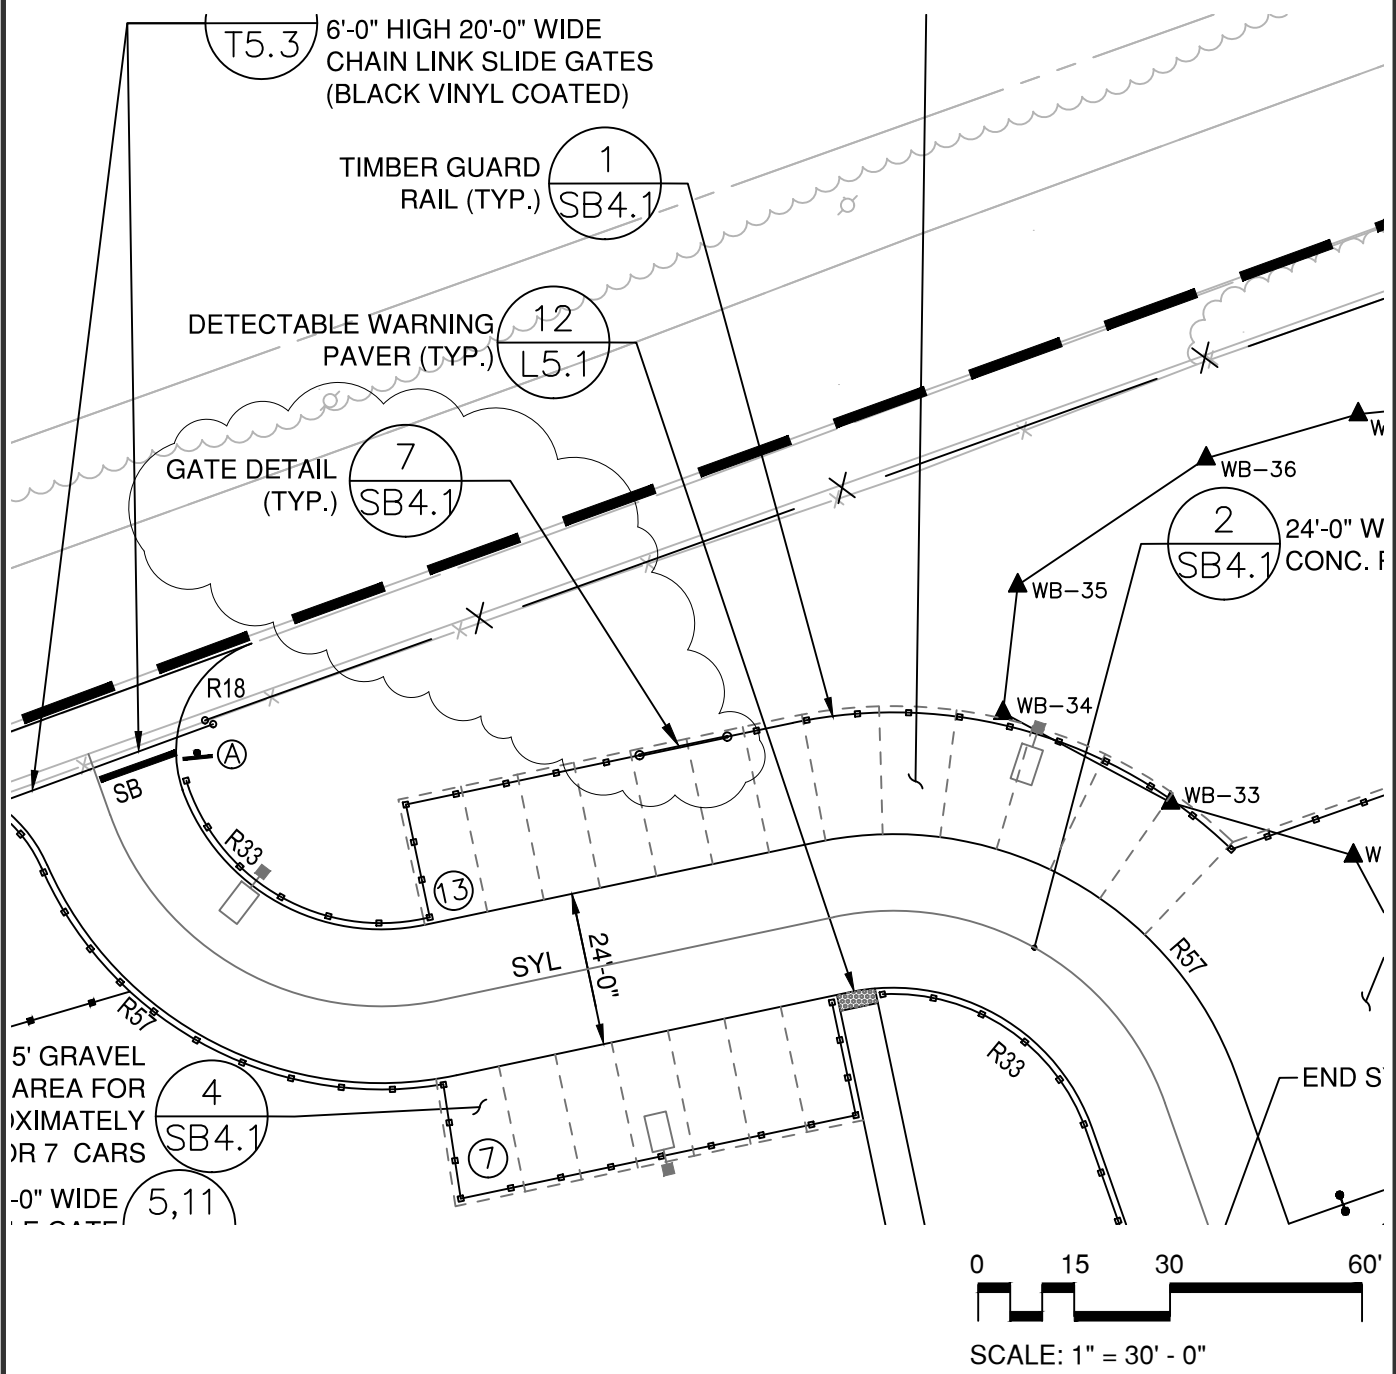 T5.3
6'-0" HIGH 20'-0" WIDE
CHAIN LINK SLIDE GATES
(BLACK VINYL COATED)
TIMBER GUARD
RAIL (TYP.)
1
SB4.1
DETECTABLE WARNING
PAVER (TYP.)
12
L5.1
GATE DETAIL
(TYP.)
7
SB4.1
W
WB-36
2
SB4.1
24'-0" W
CONC.
WB-35
R18
WB-34
A
SB
WB-33
R33
W
13
SYL
24'-0"
R57
R57
R33
5' GRAVEL
AREA FOR
OXIMATELY
OR 7 CARS
4
SB4.1
END S
7
-0" WIDE
5,11
0 15 30 60'
SCALE: 1" = 30' - 0"